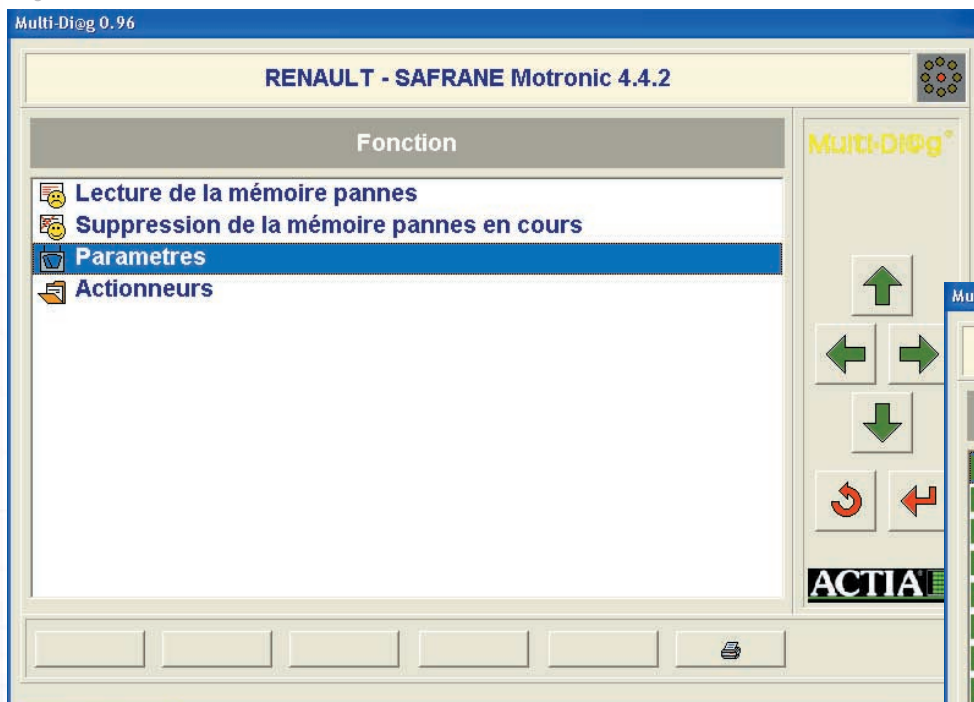 Multi-Di@g 0.96
RENAULT - SAFRANE Motronic 4.4.2
Fonction
Multi-Di@g®
Lecture de la mémoire pannes
Suppression de la mémoire pannes en cours
Parametres
Actionneurs
Mu
ACTIA®